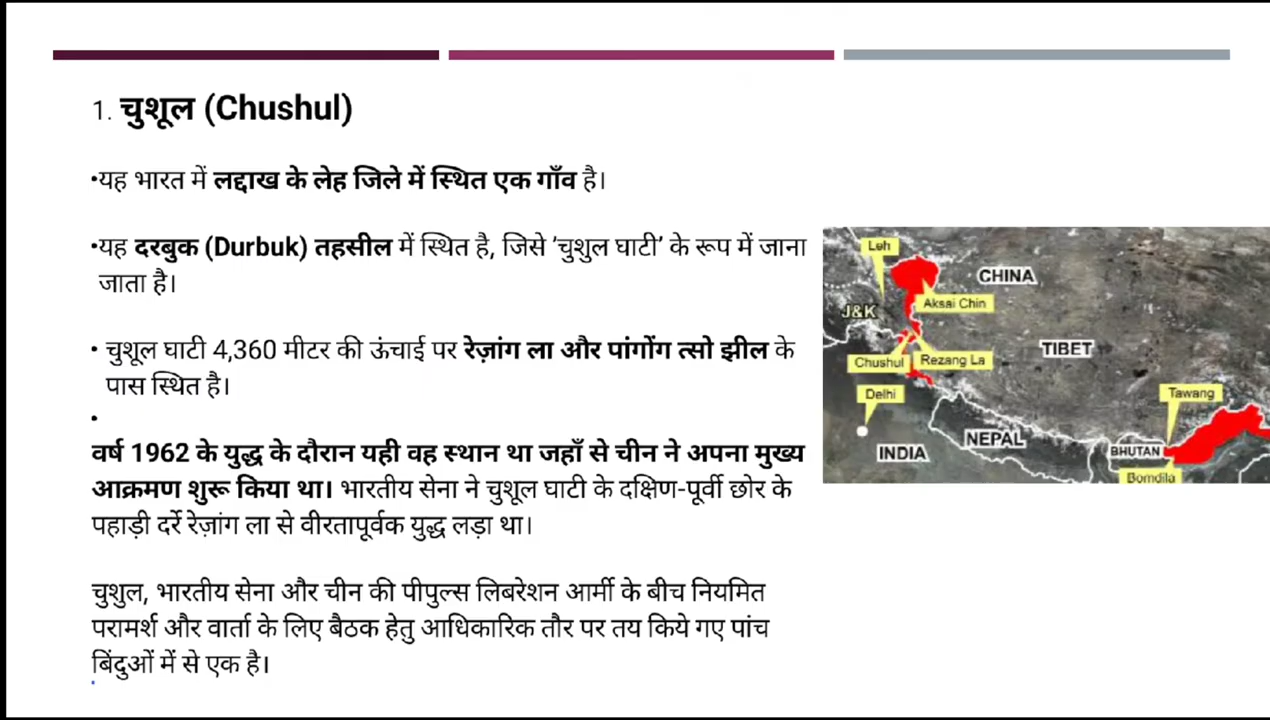 1. चुशूल (Chushul)
•यह भारत में लद्दाख के लेह जिले में स्थित एक गाँव है।
•यह दरबुक (Durbuk) तहसील में स्थित है, जिसे ‘चुशुल घाटी’ के रूप में जाना
जाता है।
• चुशूल घाटी 4,360 मीटर की ऊंचाई पर रेज़ांग ला और पांगोंग त्सो झील के
पास स्थित है।
•
वर्ष 1962 के युद्ध के दौरान यही वह स्थान था जहाँ से चीन ने अपना मुख्य
आक्रमण शुरू किया था। भारतीय सेना ने चुशूल घाटी के दक्षिण-पूर्वी छोर के
पहाड़ी दर्रे रेज़ांग ला से वीरतापूर्वक युद्ध लड़ा था।
चुशुल, भारतीय सेना और चीन की पीपुल्स लिबरेशन आर्मी के बीच नियमित
परामर्श और वार्ता के लिए बैठक हेतु आधिकारिक तौर पर तय किये गए पांच
बिंदुओं में से एक है।
Leh
CHINA
Aksai Chin
J&K
TIBET
Chushul
Rezang La
Delhi
Tawang
NEPAL
INDIA
BHUTAN
Bomdila